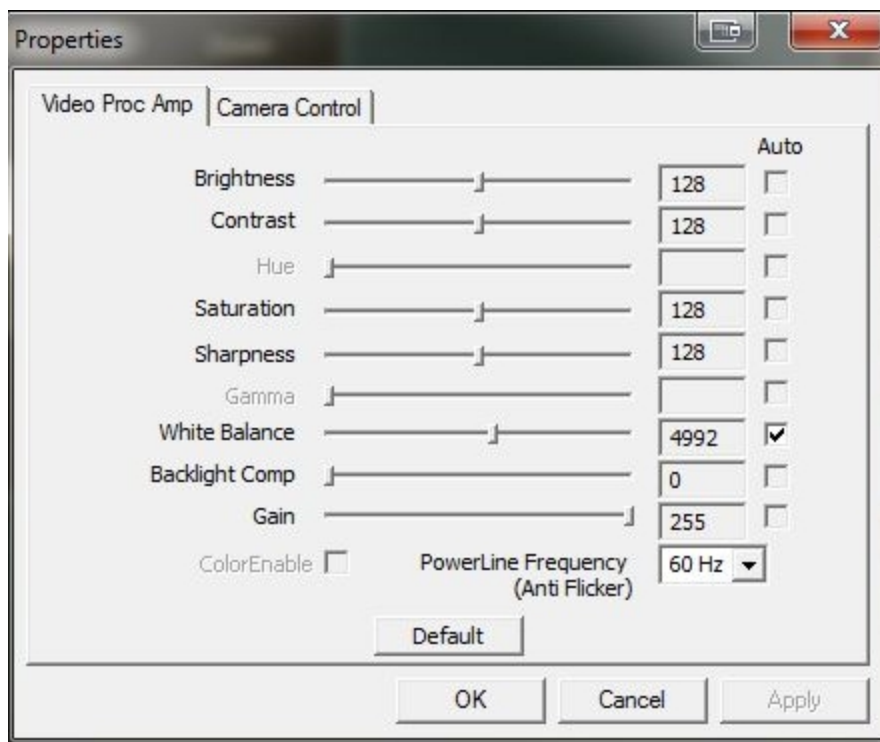 Properties
Video Proc Amp Camera Control
Auto
Brightness 128
Contrast 128
Hue
Saturation 128
Sharpness 128
Gamma
White Balance 4992
Backlight Comp 0
Gain 255
ColorEnable PowerLine Frequency 60 Hz
(Anti Flicker)
Default
OK Cancel Apply